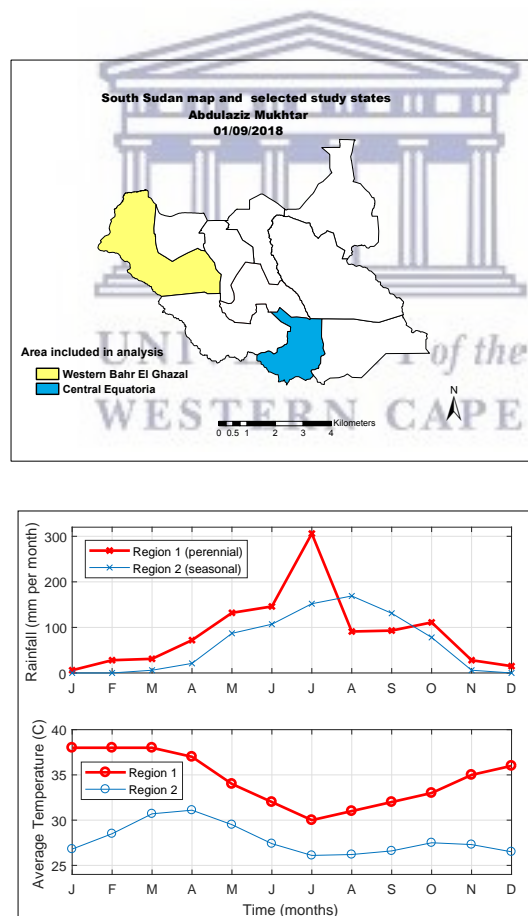 South Sudan map and selected study states
Abdulaziz Mukhtar
01/09/2018
UNI of the
WESTERN CAPE
Area included in analysis
Western Bahr El Ghazal
Central Equatoria
N
Kilometers
0 0.5 1 2 3 4
Rainfall (mm per month)
300
200
100
0
Region 1 (perennial)
Region 2 (seasonal)
J F M A M J J A S O N D
Average Temperature (C)
40
35
30
25
Region 1
Region 2
J F M A M J J A S O N D
Time (months)